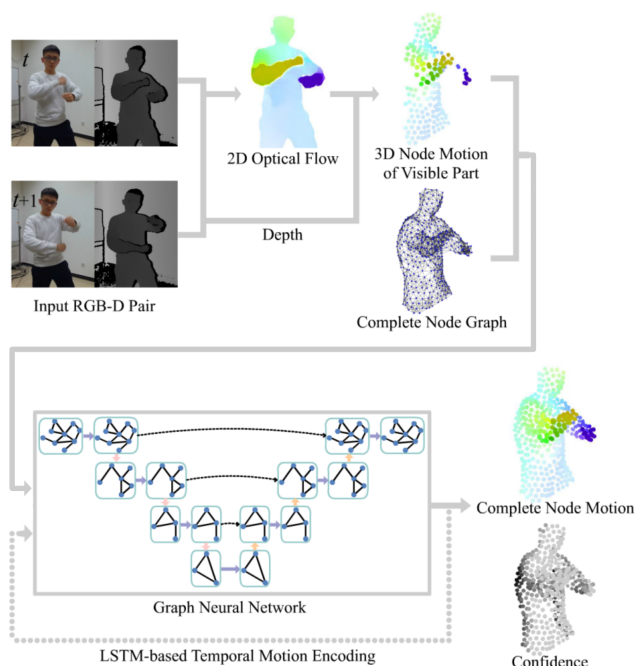 t
2D Optical Flow
3D Node Motion
of Visible Part
t+1
Depth
Input RGB-D Pair
Complete Node Graph
Complete Node Motion
Graph Neural Network
LSTM-based Temporal Motion Encoding
Confidence